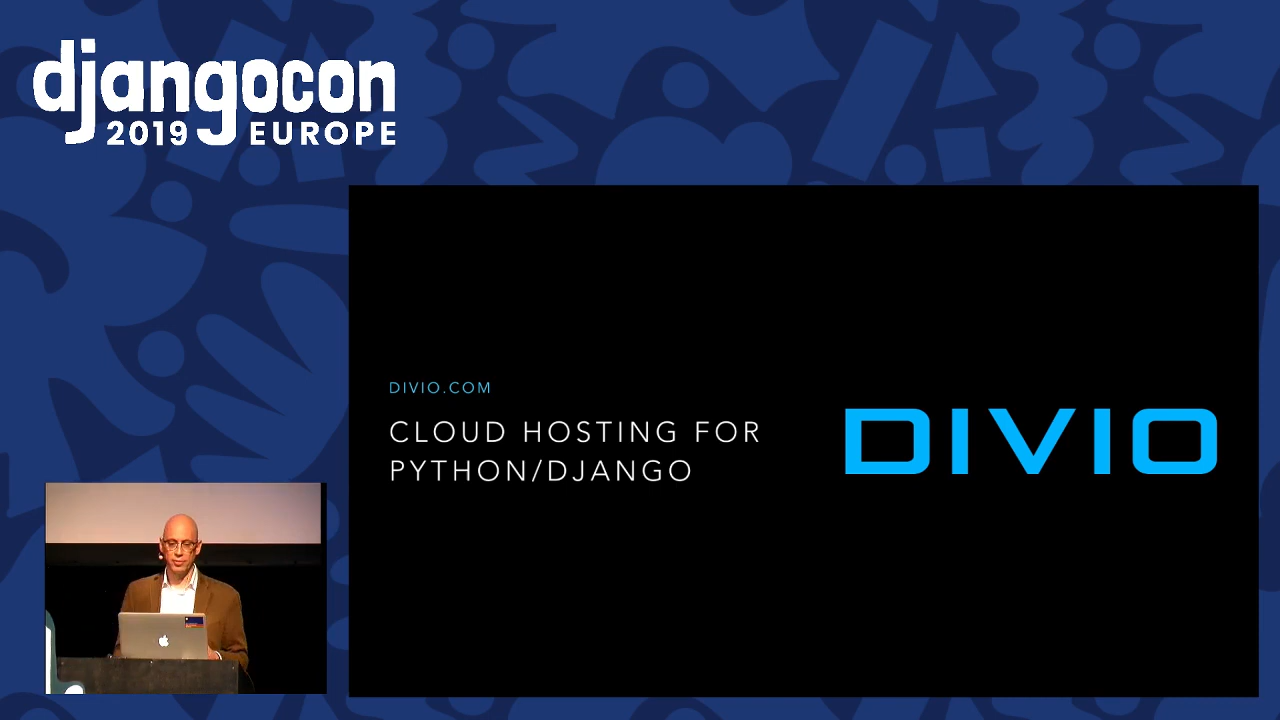 djangocon
2019 EUROPE
DIVIO.COM
CLOUD HOSTING FOR
PYTHON/DJANGO
DIVIO